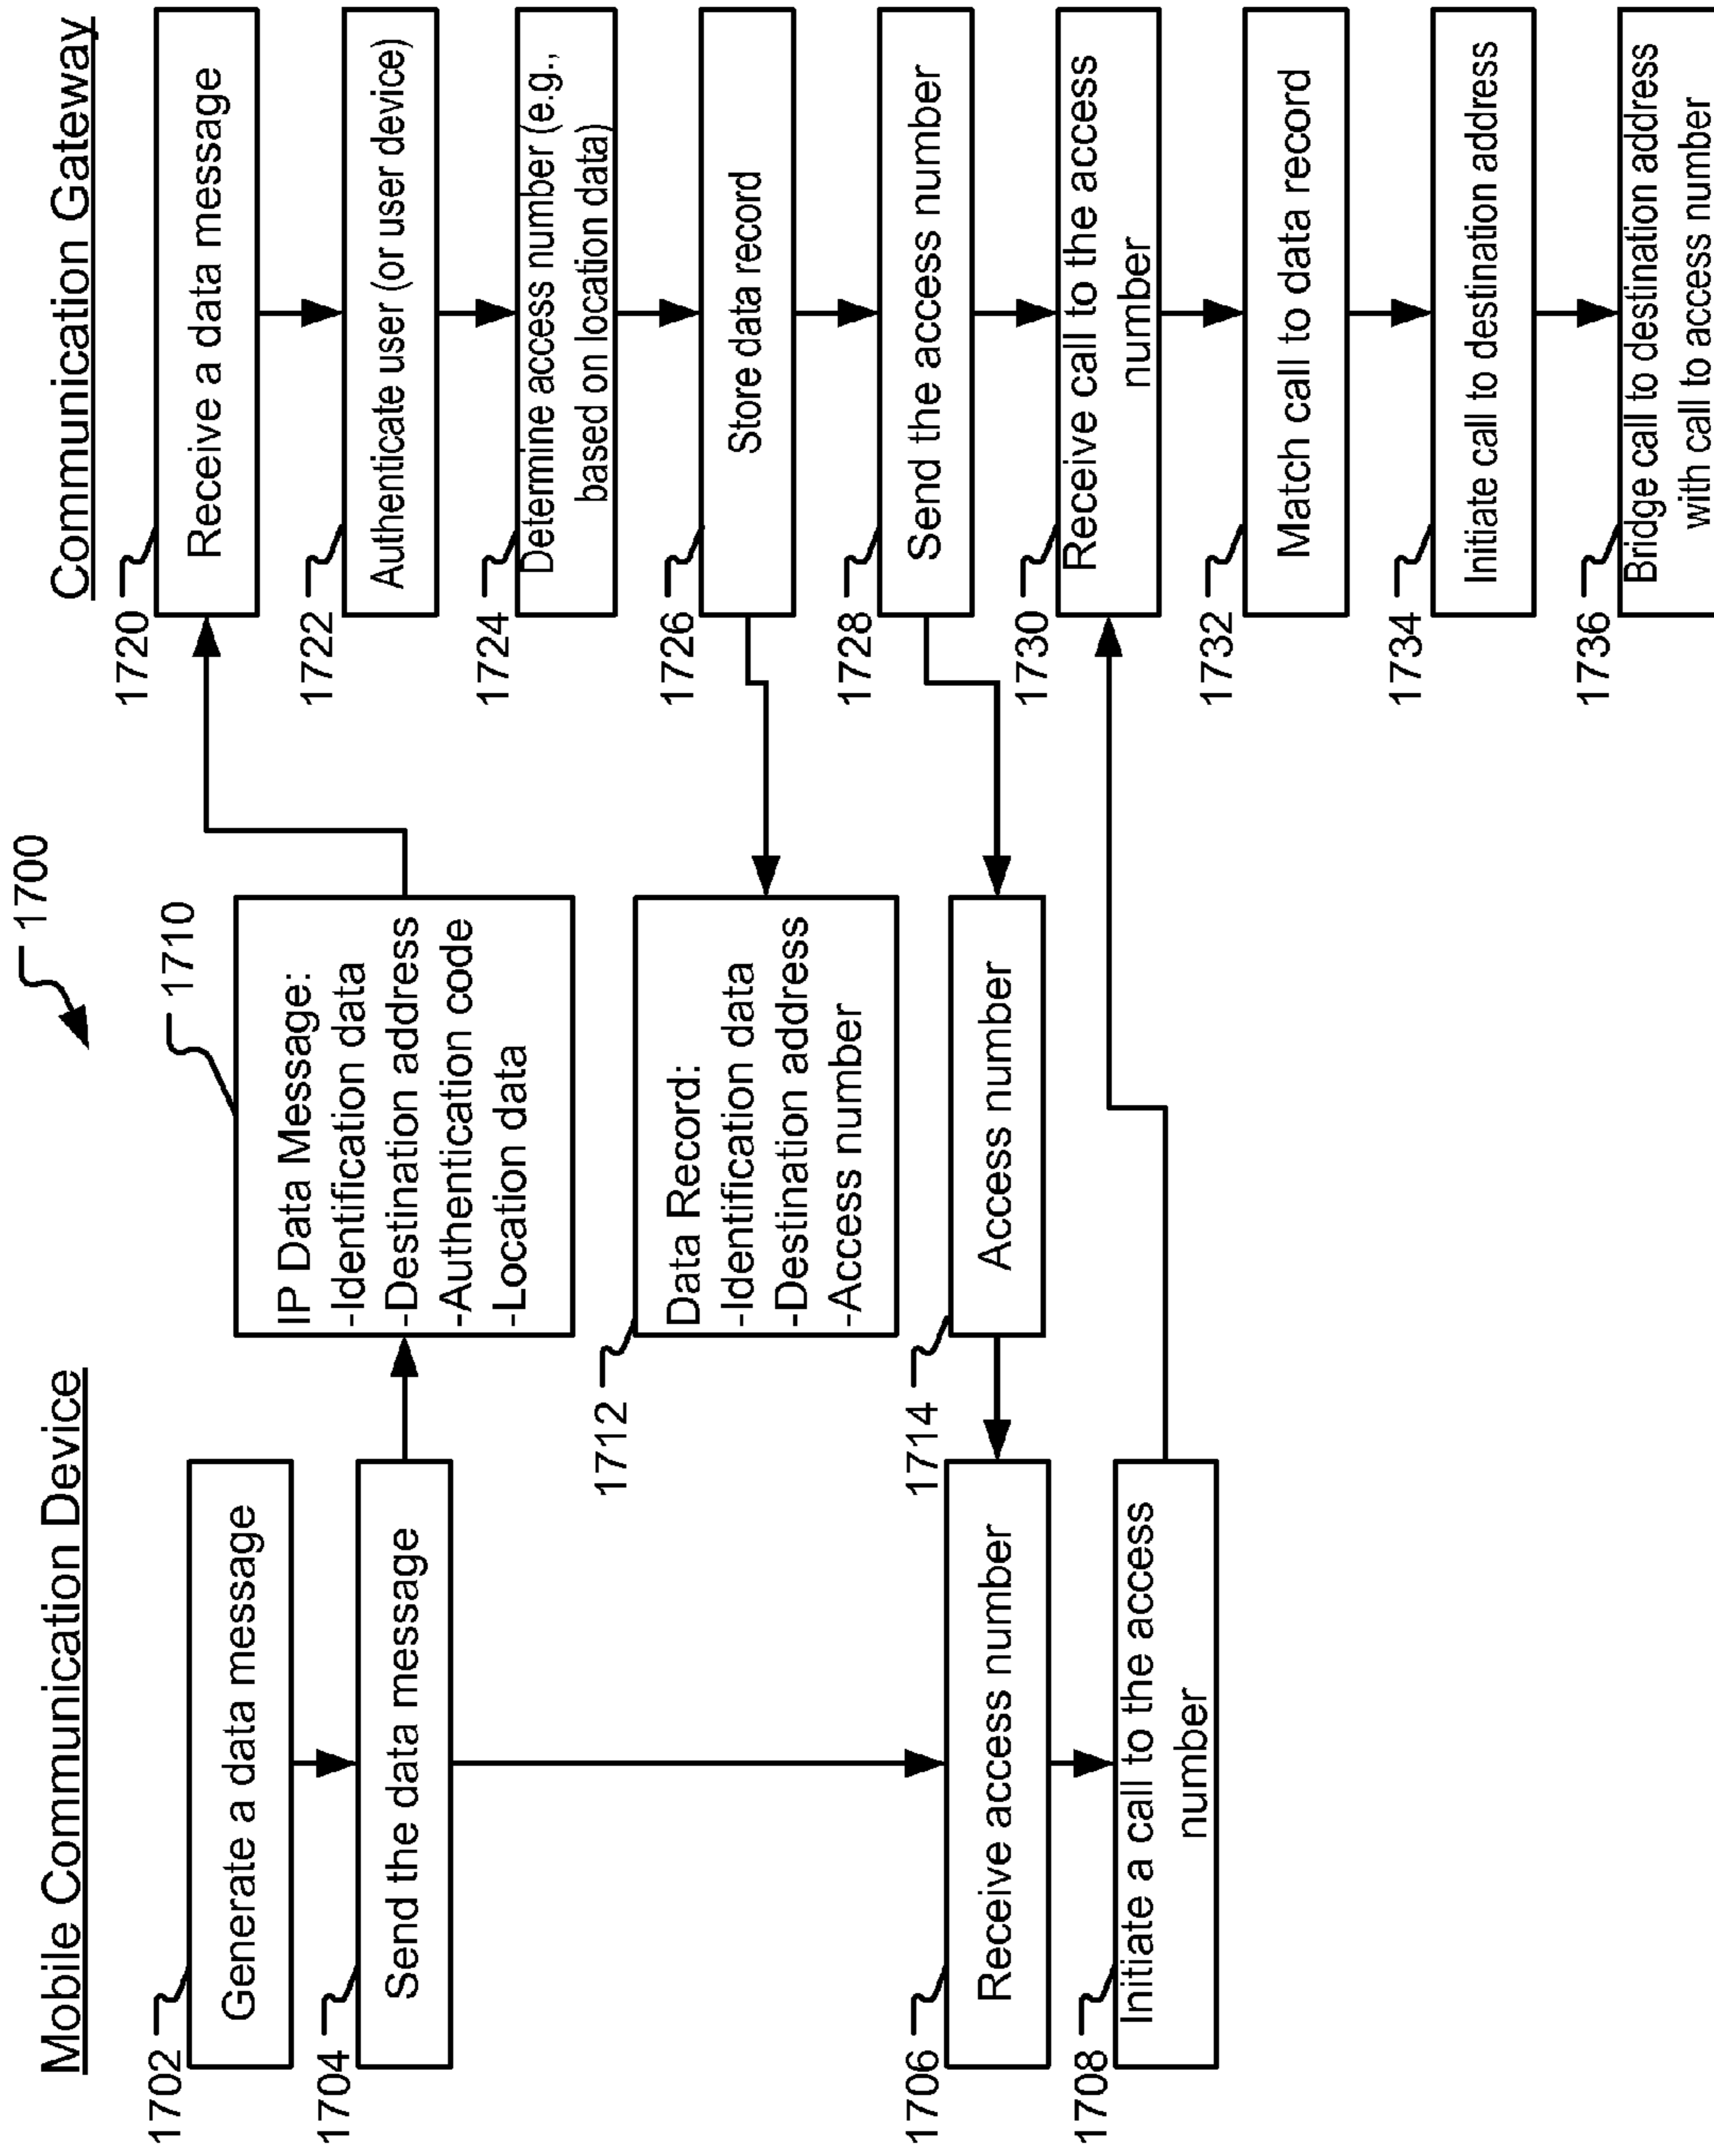 1700
Mobile Communication Device
1702
Generate a data message
1704
Send the data message
1706
Receive access number
1708
Initiate a call to the access
number
1710
IP Data Message:
-Identification data
-Destination address
-Authentication code
-Location data
1712
Data Record:
-Identification data
-Destination address
-Access number
1714
Access number
Communication Gateway
1720
Receive a data message
1722
Authenticate user (or user device)
1724
Determine access number (e.g.,
based on location data)
1726
Store data record
1728
Send the access number
1730
Receive call to the access
number
1732
Match call to data record
1734
Initiate call to destination address
1736
Bridge call to destination address
with call to access number